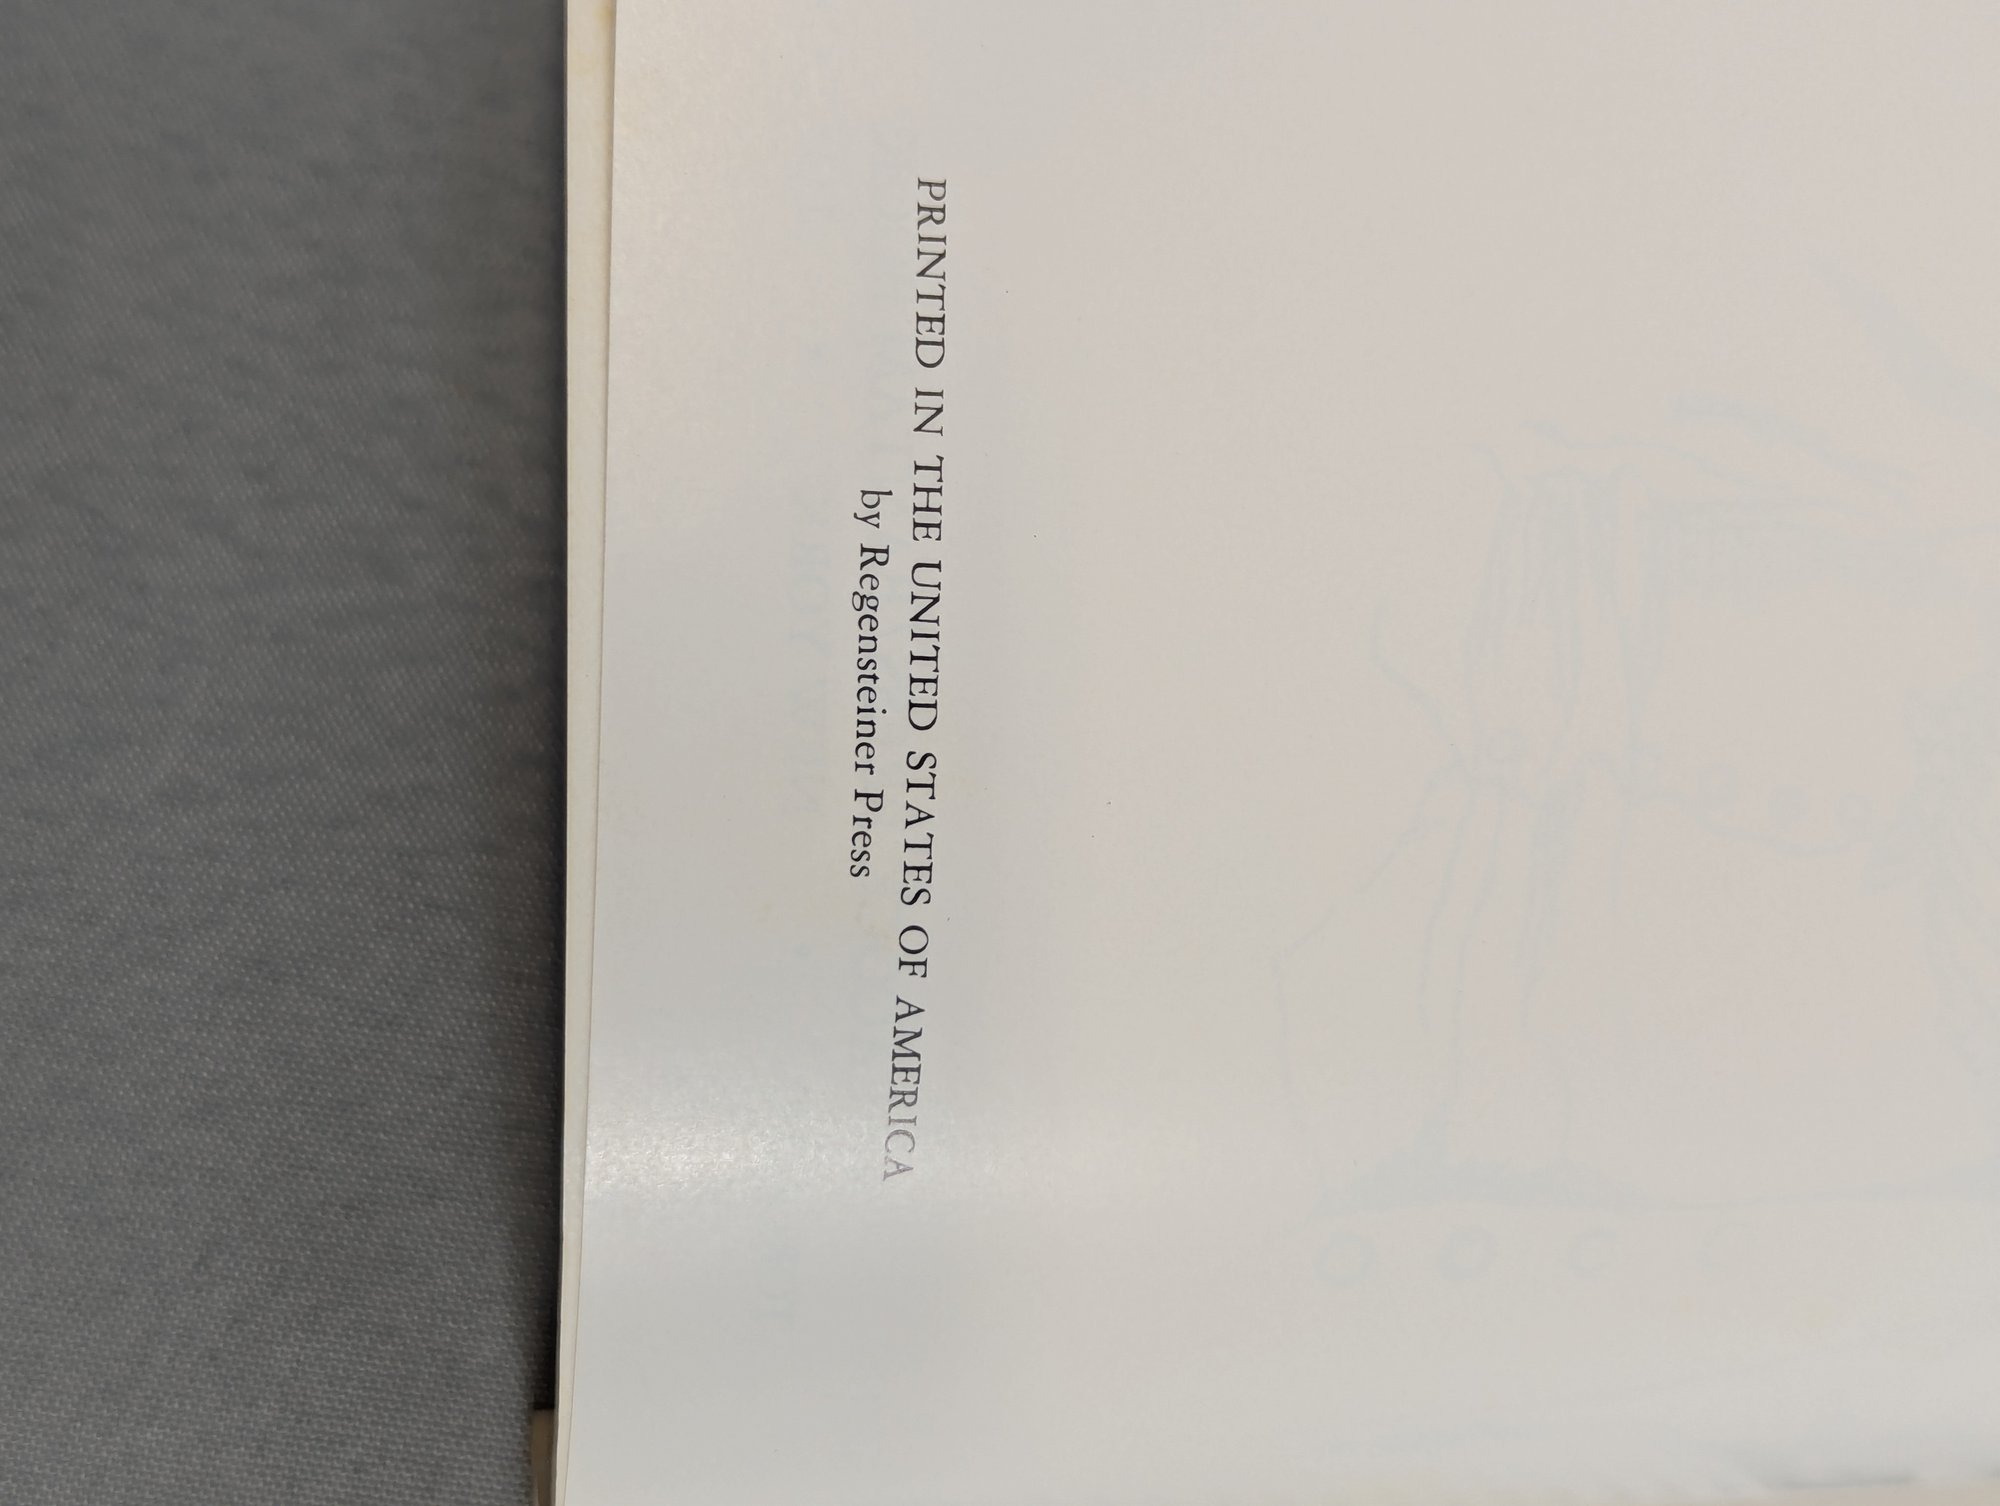 PRINTED IN THE UNITED STATES OF AMERICA
by Regensteiner Press